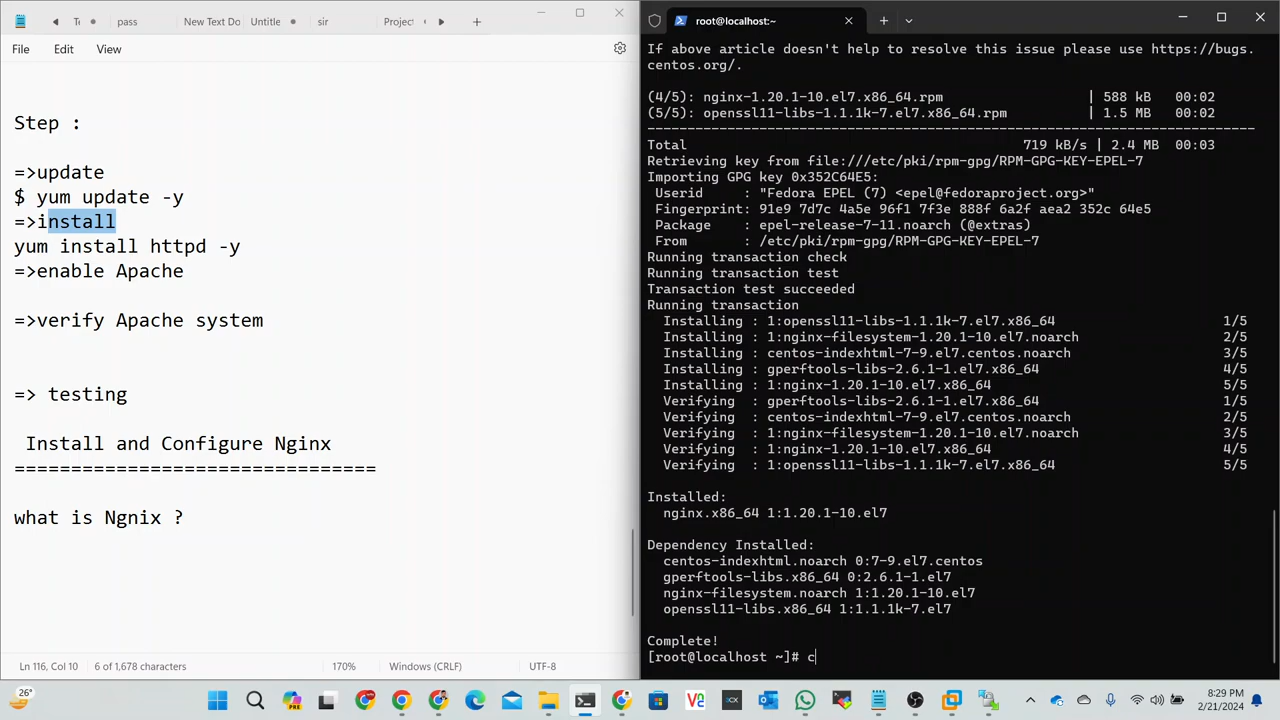 pass
New Text Do
Untitle
sir
Project
File
Edit
View
Step :
=>update
$ yum update -y
=>install
yum install httpd -y
=>enable Apache
=>verify Apache system
=> testing
Install and Configure Nginx
================================
what is Ngnix ?
Ln 116, Col 10
6 of 1,678 characters
170%
Windows (CRLF)
UTF-8
root@localhost:~
If above article doesn't help to resolve this issue please use https://bugs.
centos.org/.
(4/5): nginx-1.20.1-10.el7.x86_64.rpm | 588 kB 00:02
(5/5): openssl11-libs-1.1.1k-7.el7.x86_64.rpm | 1.5 MB 00:02
--------------------------------------------------------------------------------
Total 719 kB/s | 2.4 MB 00:03
Retrieving key from file:///etc/pki/rpm-gpg/RPM-GPG-KEY-EPEL-7
Importing GPG key 0x352C64E5:
Userid : "Fedora EPEL (7) <epel@fedoraproject.org>"
Fingerprint: 91e9 7d7c 4a5e 96f1 7f3e 888f 6a2f aea2 352c 64e5
Package : epel-release-7-11.noarch (@extras)
From : /etc/pki/rpm-gpg/RPM-GPG-KEY-EPEL-7
Running transaction check
Running transaction test
Transaction test succeeded
Running transaction
Installing : 1:openssl11-libs-1.1.1k-7.el7.x86_64 1/5
Installing : 1:nginx-filesystem-1.20.1-10.el7.noarch 2/5
Installing : centos-indexhtml-7-9.el7.centos.noarch 3/5
Installing : gperftools-libs-2.6.1-1.el7.x86_64 4/5
Installing : 1:nginx-1.20.1-10.el7.x86_64 5/5
Verifying : gperftools-libs-2.6.1-1.el7.x86_64 1/5
Verifying : centos-indexhtml-7-9.el7.centos.noarch 2/5
Verifying : 1:nginx-filesystem-1.20.1-10.el7.noarch 3/5
Verifying : 1:nginx-1.20.1-10.el7.x86_64 4/5
Verifying : 1:openssl11-libs-1.1.1k-7.el7.x86_64 5/5
Installed:
nginx.x86_64 1:1.20.1-10.el7
Dependency Installed:
centos-indexhtml.noarch 0:7-9.el7.centos
gperftools-libs.x86_64 0:2.6.1-1.el7
nginx-filesystem.noarch 1:1.20.1-10.el7
openssl11-libs.x86_64 1:1.1.1k-7.el7
Complete!
[root@localhost ~]# c
26°
8:29 PM
2/21/2024